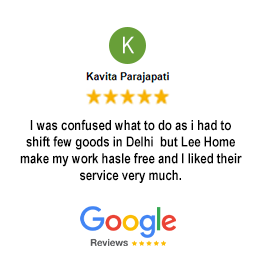 K
Kavita Parajapati
I was confused what to do as i had to
shift few goods in Delhi but Lee Home
make my work hasle free and I liked their
service very much.
Google
Reviews